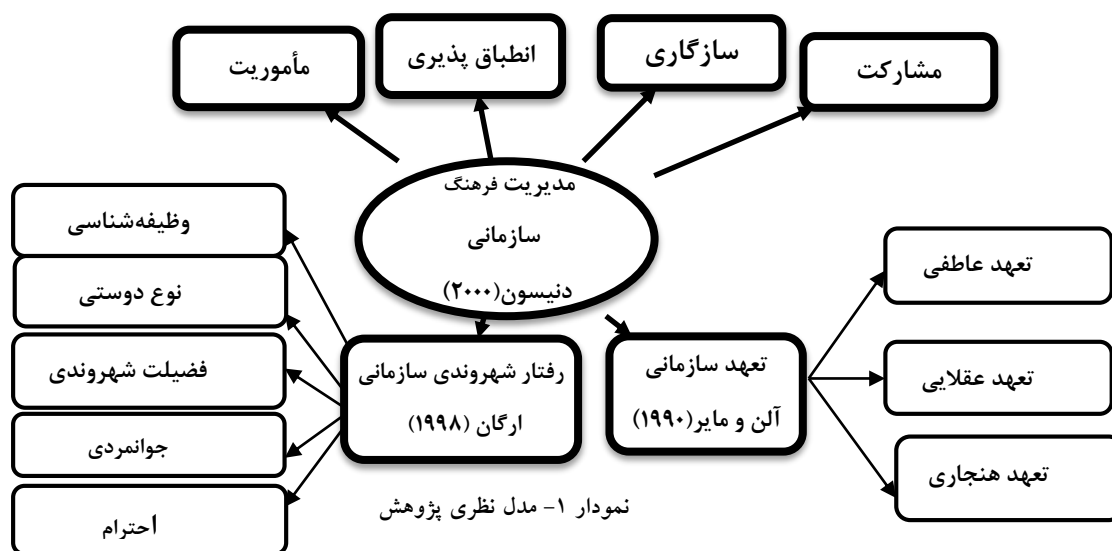 مشارکت
سازگاری
انطباق پذیری
مأموریت
مدیریت فرهنگ
سازمانی
دنیسون(۲۰۰۰)
تعهد سازمانی
آلن و مایر(۱۹۹۰)
تعهد عاطفی
تعهد عقلایی
تعهد هنجاری
رفتار شهروندی سازمانی
ارگان (۱۹۹۸)
وظیفه‌شناسی
نوع دوستی
فضیلت شهروندی
جوانمردی
احترام
نمودار ۱- مدل نظری پژوهش